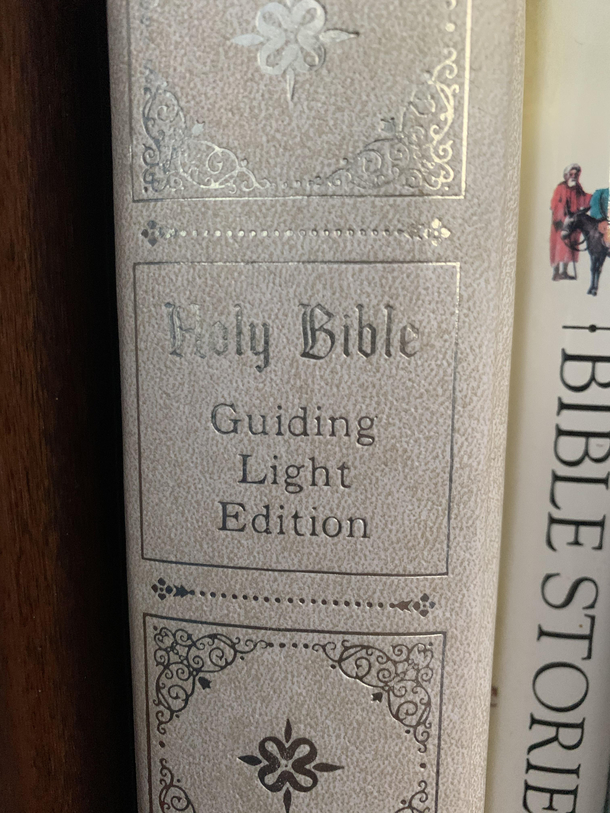 Holy Bible
Guiding
Light
Edition
BIBLE STORIE